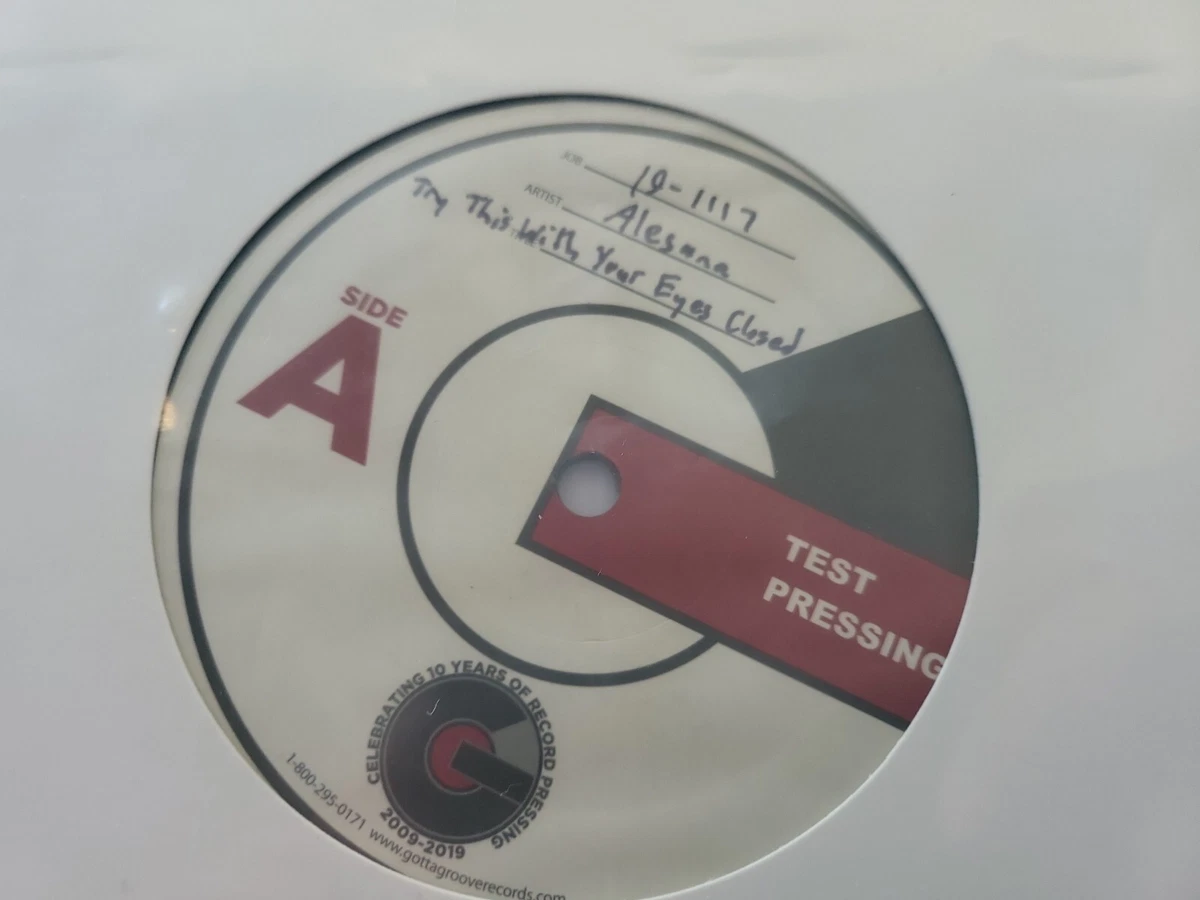 JOB 19-1117
ARTIST Alesana
TITLE Try This With Your Eyes Closed
SIDE
A
TEST
PRESSING
CELEBRATING 10 YEARS OF RECORD PRESSING
2009-2019
1-800-295-0171 www.gottagrooverecords.com